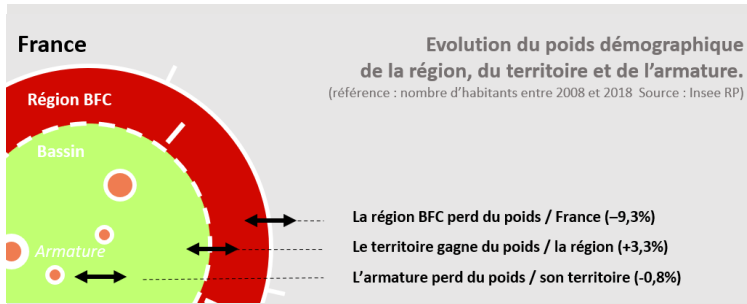 France
Evolution du poids démographique
de la région, du territoire et de l'armature.
(référence : nombre d'habitants entre 2008 et 2018 Source : Insee RP)
Région BFC
Bassin
La région BFC perd du poids / France (–9,3%)
Le territoire gagne du poids / la région (+3,3%)
Armature
L'armature perd du poids / son territoire (-0,8%)